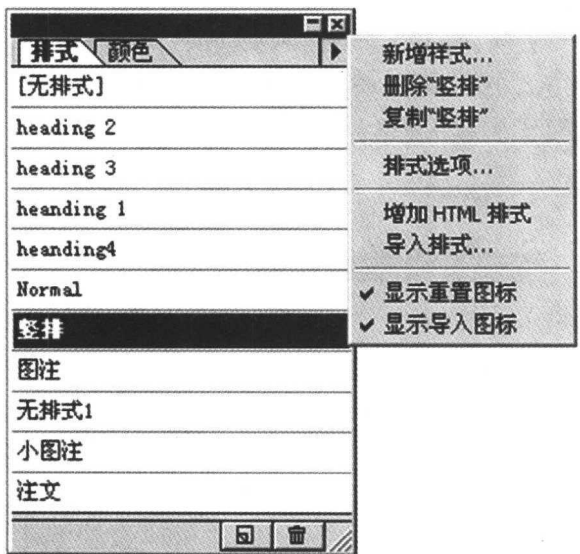 排式 颜色
[无排式]
heading 2
heading 3
heanding 1
heanding4
Normal
竖排
图注
无排式1
小图注
注文
新增样式...
删除“竖排”
复制“竖排”
排式选项...
增加 HTML 排式
导入排式...
显示重置图标
显示导入图标